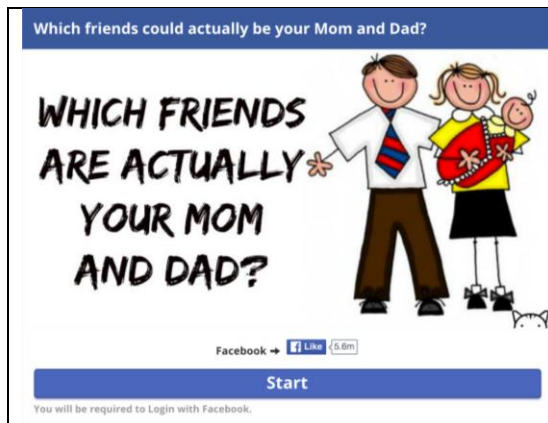 Which friends could actually be your Mom and Dad?
WHICH FRIENDS
ARE ACTUALLY
YOUR MOM
AND DAD?
Facebook → Like 5.6m
Start
You will be required to Login with Facebook.